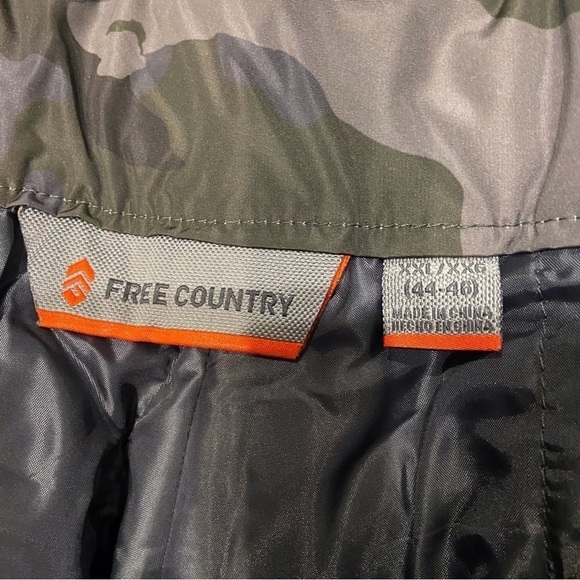 FREE COUNTRY
XXL/XXG
(44-46)
MADE IN CHINA
HECHO EN CHINA